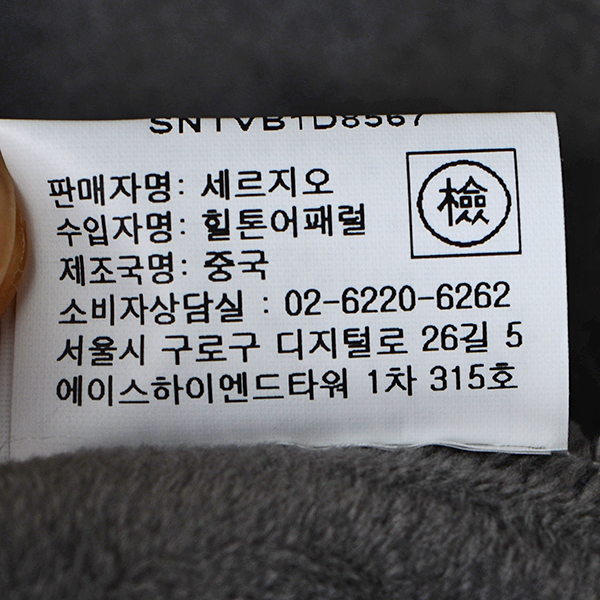 SNTVB1D8567
판매자명: 세르지오
檢
수입자명: 힐톤어패럴
제조국명: 중국
소비자상담실 : 02-6220-6262
서울시 구로구 디지털로 26길 5
에이스하이엔드타워 1차 315호